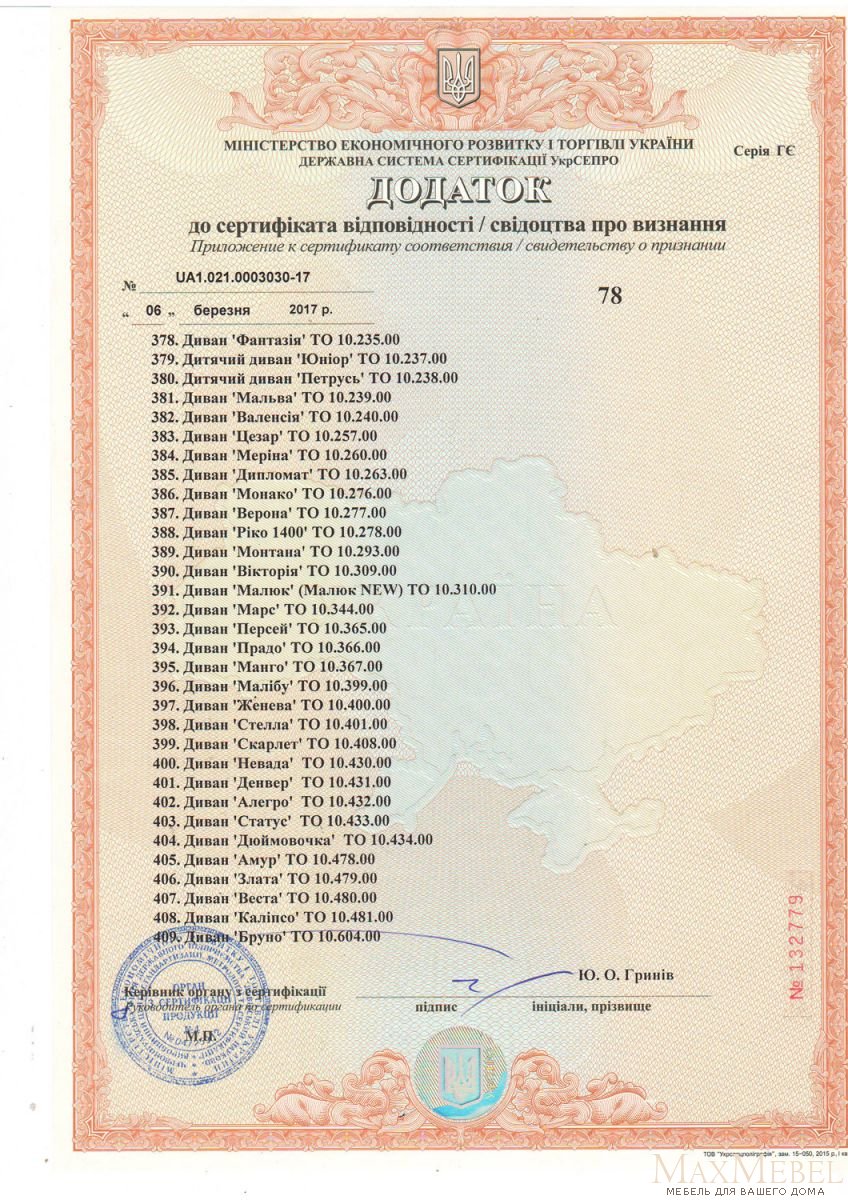 МІНІСТЕРСТВО ЕКОНОМІЧНОГО РОЗВИТКУ І ТОРГІВЛІ УКРАЇНИ
ДЕРЖАВНА СИСТЕМА СЕРТИФІКАЦІЇ УкрСЕПРО
Серія ГЄ
ДОДАТОК
до сертифіката відповідності / свідоцтва про визнання
Приложение к сертификату соответствия / свидетельству о признании
№ UA1.021.0003030-17
78
„ 06 „ березня 2017 р.
378. Диван 'Фантазія' ТО 10.235.00
379. Дитячий диван 'Юніор' ТО 10.237.00
380. Дитячий диван 'Петрусь' ТО 10.238.00
381. Диван 'Мальва' ТО 10.239.00
382. Диван 'Валенсія' ТО 10.240.00
383. Диван 'Цезар' ТО 10.257.00
384. Диван 'Меріна' ТО 10.260.00
385. Диван 'Дипломат' ТО 10.263.00
386. Диван 'Монако' ТО 10.276.00
387. Диван 'Верона' ТО 10.277.00
388. Диван 'Ріко 1400' ТО 10.278.00
389. Диван 'Монтана' ТО 10.293.00
390. Диван 'Вікторія' ТО 10.309.00
391. Диван 'Малюк' (Малюк NEW) ТО 10.310.00
392. Диван 'Марс' ТО 10.344.00
393. Диван 'Персей' ТО 10.365.00
394. Диван 'Прадо' ТО 10.366.00
395. Диван 'Манго' ТО 10.367.00
396. Диван 'Малібу' ТО 10.399.00
397. Диван 'Женева' ТО 10.400.00
398. Диван 'Стелла' ТО 10.401.00
399. Диван 'Скарлет' ТО 10.408.00
400. Диван 'Невада' ТО 10.430.00
401. Диван 'Денвер' ТО 10.431.00
402. Диван 'Алегро' ТО 10.432.00
403. Диван 'Статус' ТО 10.433.00
404. Диван 'Дюймовочка' ТО 10.434.00
405. Диван 'Амур' ТО 10.478.00
406. Диван 'Злата' ТО 10.479.00
407. Диван 'Веста' ТО 10.480.00
408. Диван 'Каліпсо' ТО 10.481.00
409. Диван 'Бруно' ТО 10.604.00
УКРАЇНА
№ 132779
Ю. О. Гринів
Керівник органу з сертифікації
Руководитель органа по сертификации
підпис
ініціали, прізвище
ОРГАН
З СЕРТИФІКАЦІЇ
ПРОДУКЦІЇ
М.П.
ТОВ "Укрспецполіграфія", зам. 15-050, 2015 р., І кв
MaxMebel
МЕБЕЛЬ ДЛЯ ВАШЕГО ДОМА